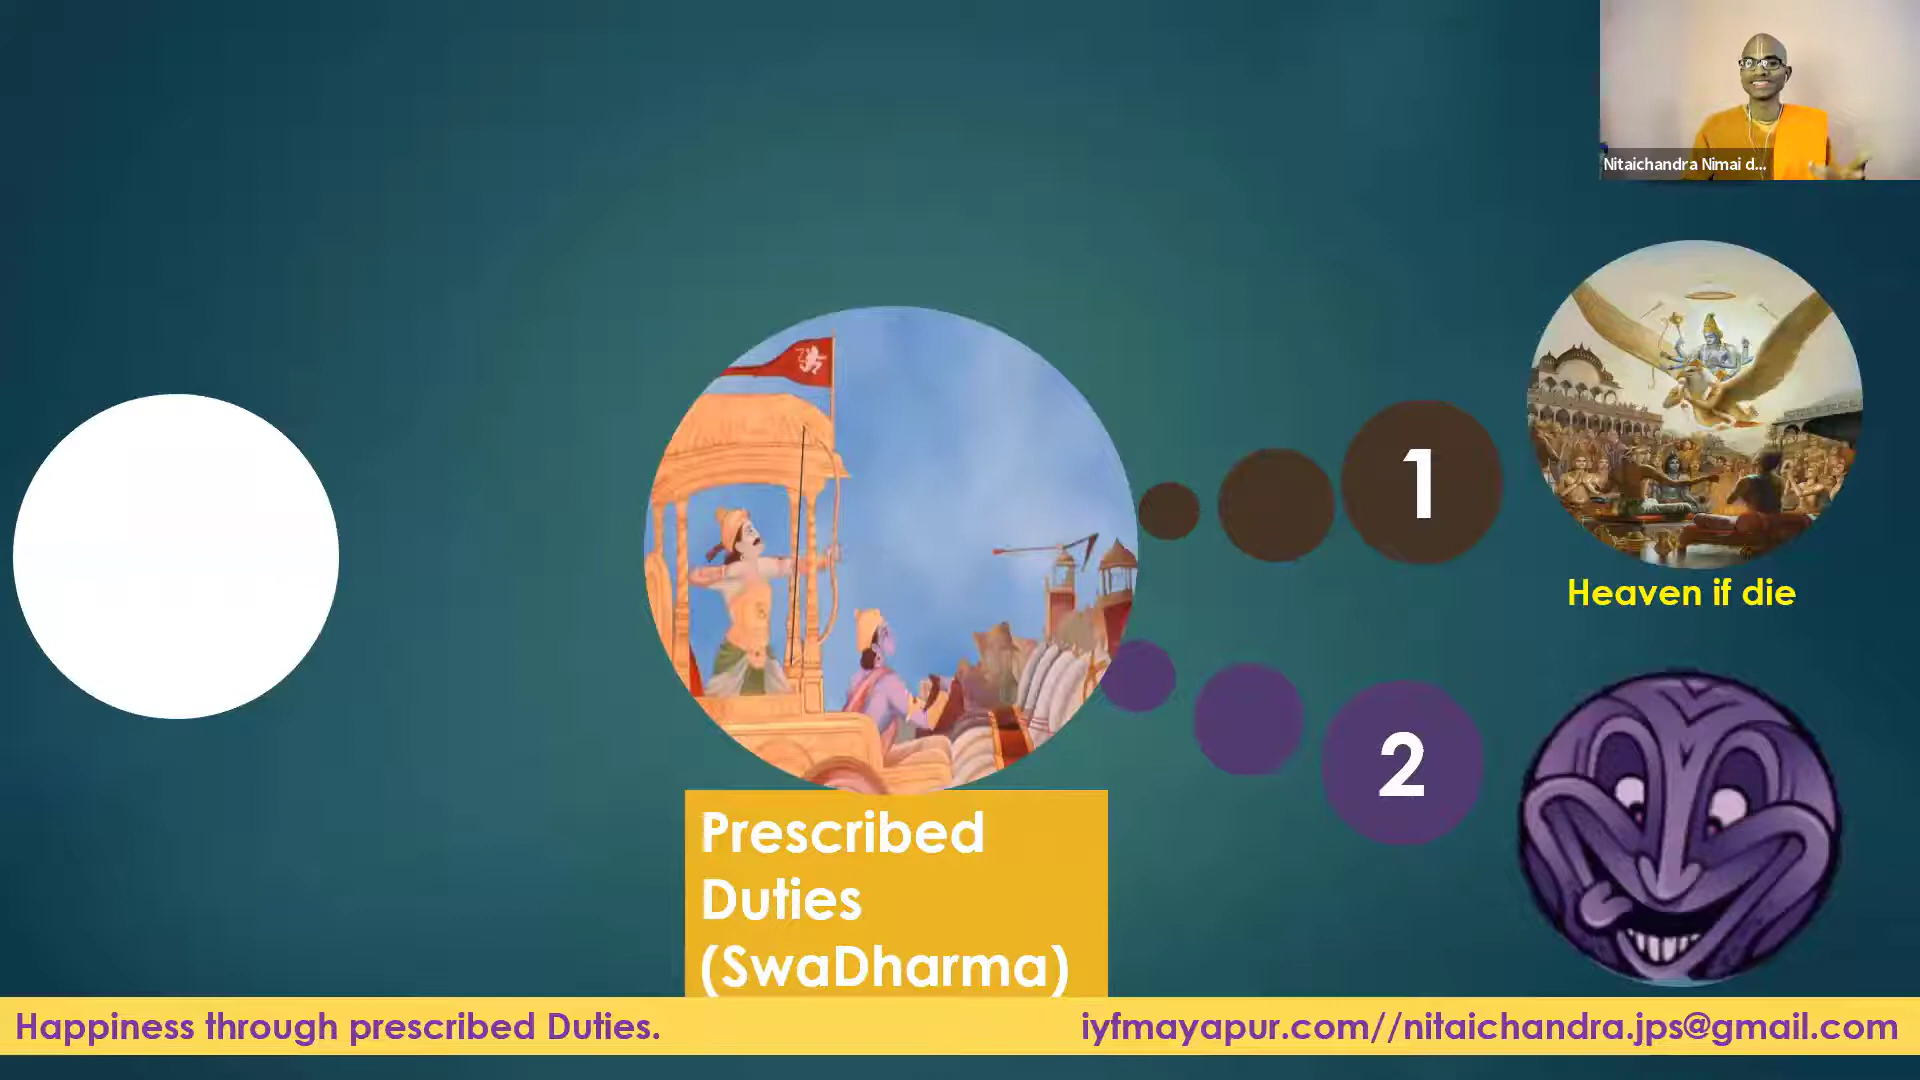 Nitaichandra Nimai d...
1
Heaven if die
2
Prescribed
Duties
(SwaDharma)
Happiness through prescribed Duties.
iyfmayapur.com//nitaichandra.jps@gmail.com